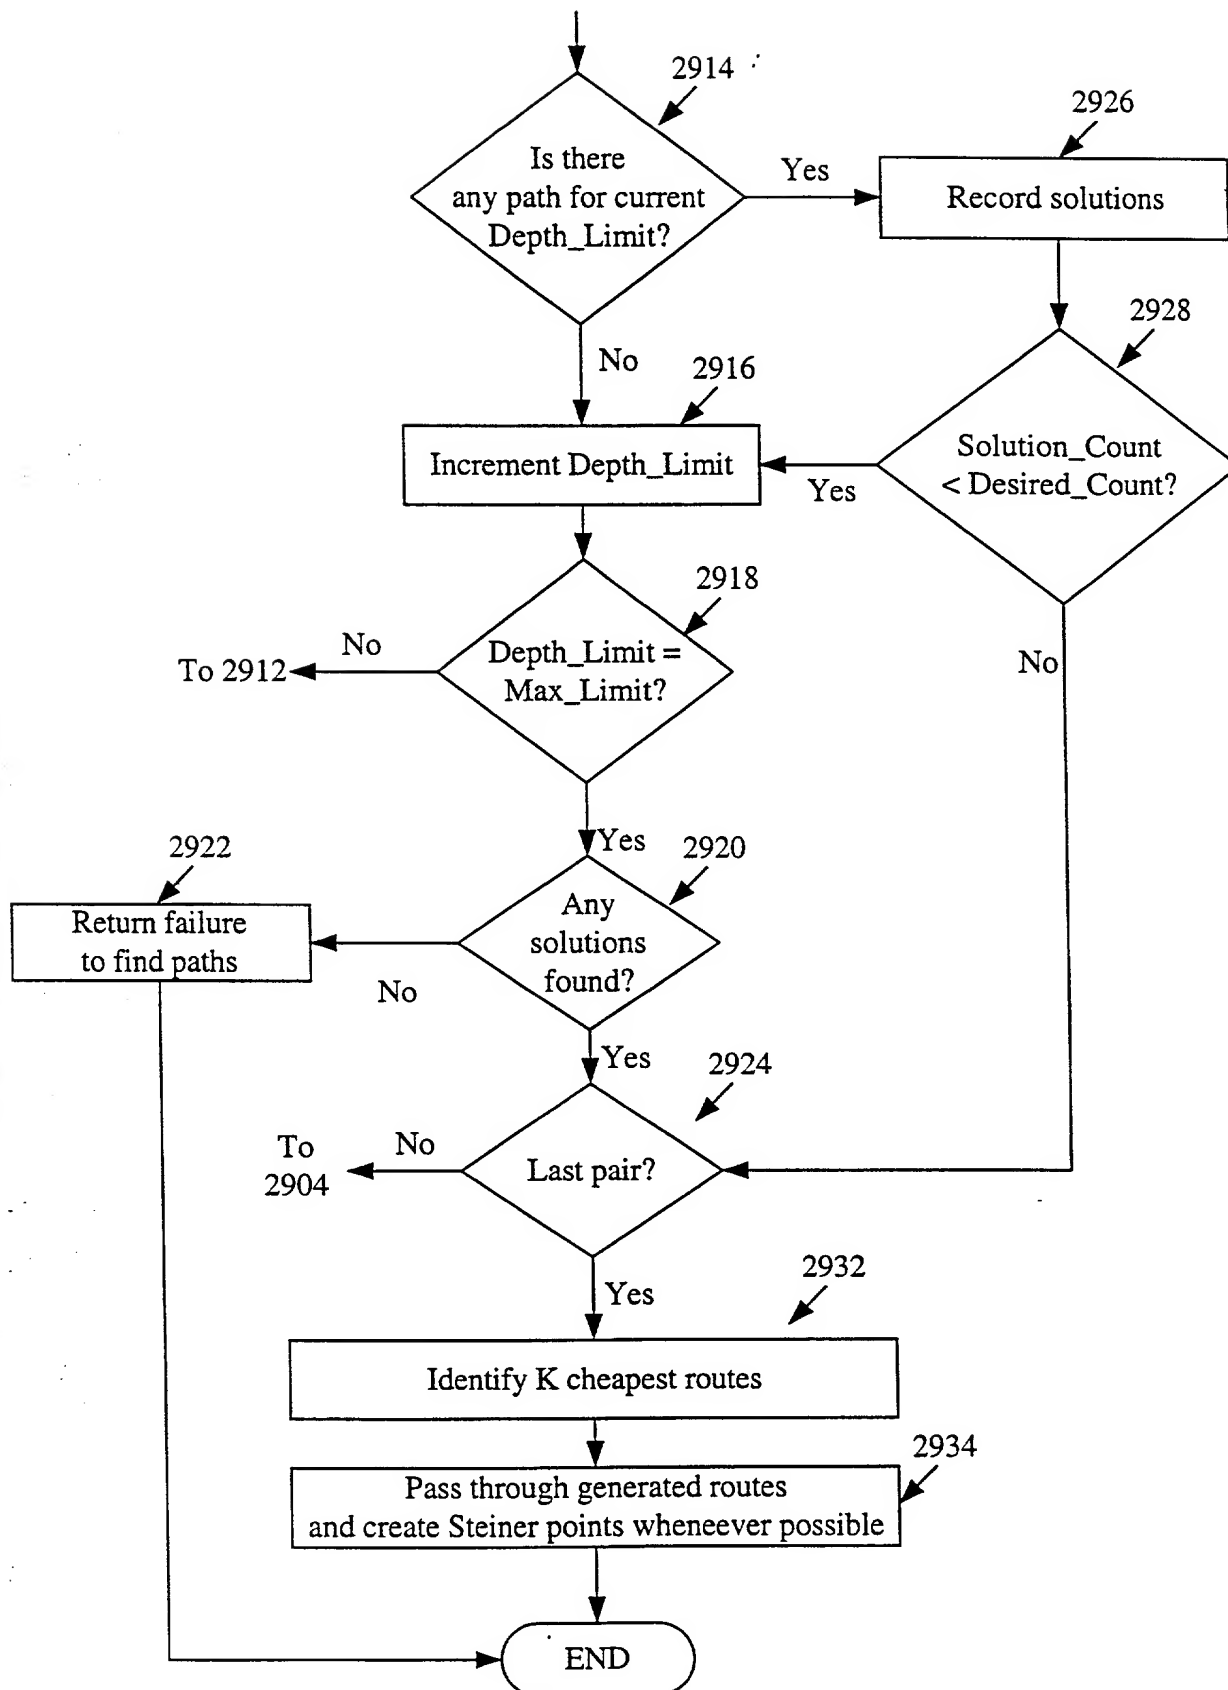 2914
Is there
any path for current
Depth_Limit?
Yes
2926
Record solutions
No
2916
Increment Depth_Limit
2928
Solution_Count
< Desired_Count?
Yes
No
2918
Depth_Limit =
Max_Limit?
No
To 2912
Yes
2920
Any
solutions
found?
2922
Return failure
to find paths
No
Yes
2924
Last pair?
No
To
2904
Yes
2932
Identify K cheapest routes
2934
Pass through generated routes
and create Steiner points wheneever possible
END